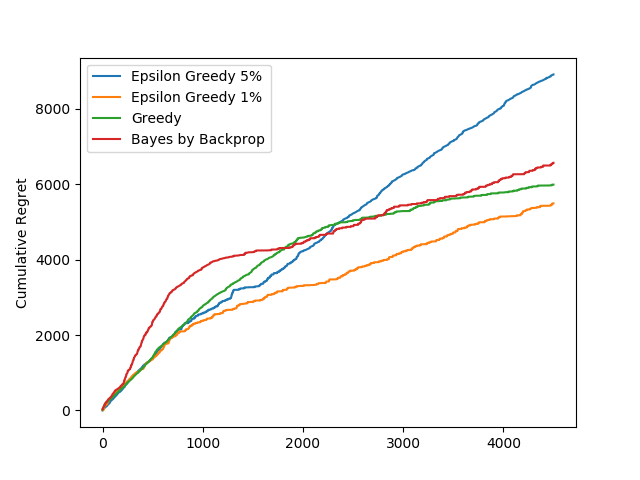 Epsilon Greedy 5%
Epsilon Greedy 1%
Greedy
Bayes by Backprop
Cumulative Regret
8000
6000
4000
2000
0
0 1000 2000 3000 4000